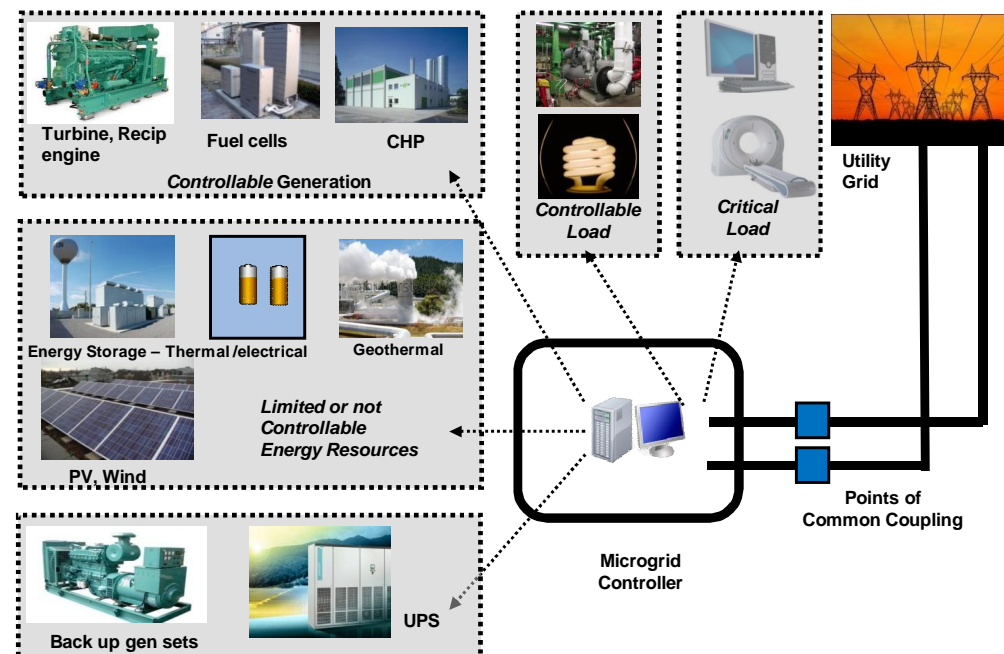 Turbine, Recip
engine
Fuel cells
CHP
Controllable Generation
Energy Storage – Thermal/electrical
Geothermal
PV, Wind
Limited or not
Controllable
Energy Resources
Back up gen sets
UPS
Controllable
Load
Critical
Load
Utility
Grid
Points of
Common Coupling
Microgrid
Controller